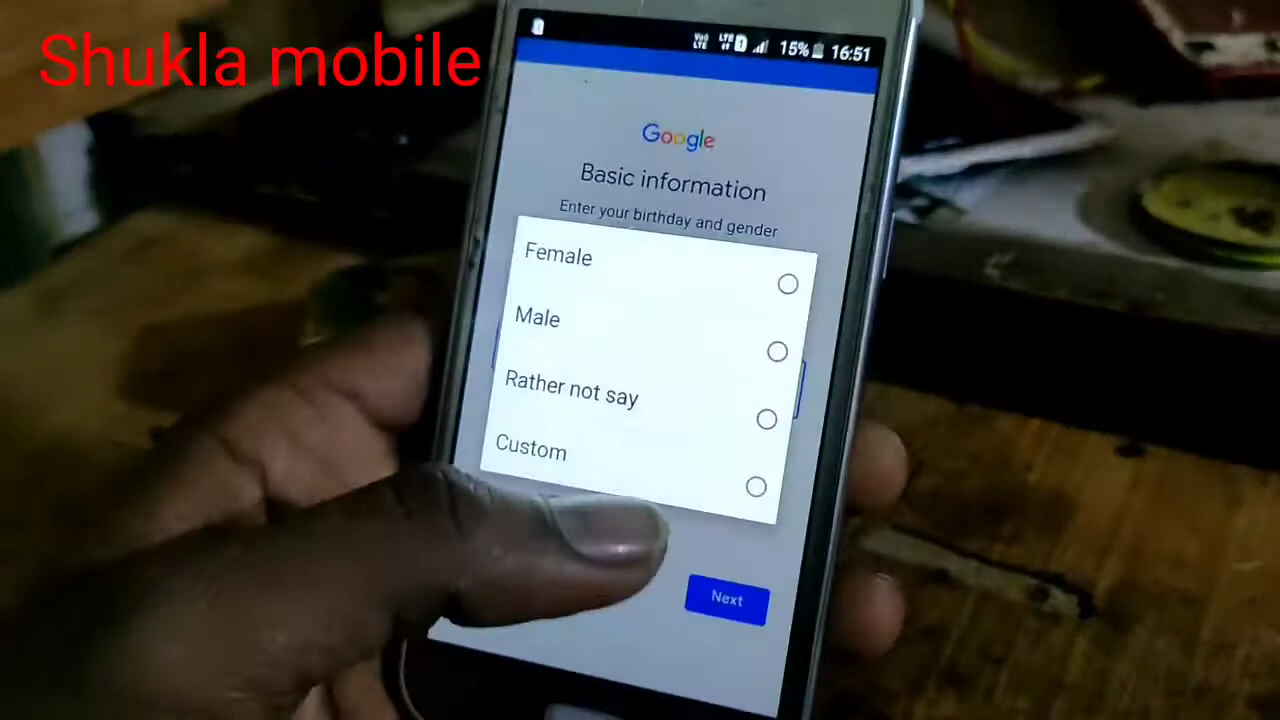 Shukla mobile
15% 16:51
Google
Basic information
Enter your birthday and gender
Female
Male
Rather not say
Custom
Next